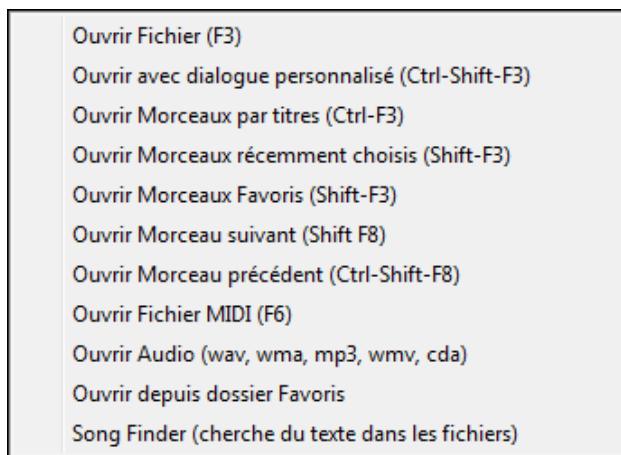 Ouvrir Fichier (F3)
Ouvrir avec dialogue personnalisé (Ctrl-Shift-F3)
Ouvrir Morceaux par titres (Ctrl-F3)
Ouvrir Morceaux récemment choisis (Shift-F3)
Ouvrir Morceaux Favoris (Shift-F3)
Ouvrir Morceau suivant (Shift F8)
Ouvrir Morceau précédent (Ctrl-Shift-F8)
Ouvrir Fichier MIDI (F6)
Ouvrir Audio (wav, wma, mp3, wmv, cda)
Ouvrir depuis dossier Favoris
Song Finder (cherche du texte dans les fichiers)